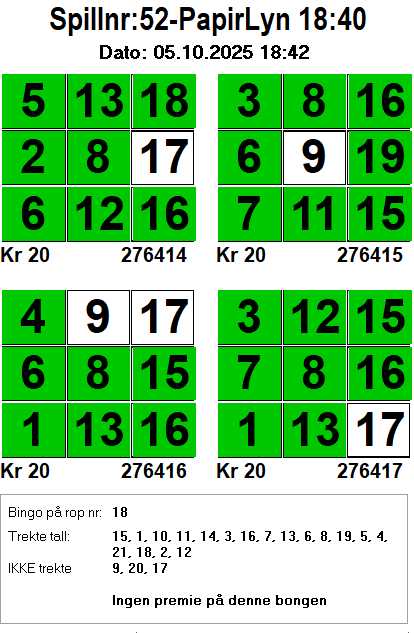 Spillnr:52-PapirLyn 18:40
Dato: 05.10.2025 18:42
5 13 18
2 8 17
6 12 16
Kr 20 276414
3 8 16
6 9 19
7 11 15
Kr 20 276415
4 9 17
6 8 15
1 13 16
Kr 20 276416
3 12 15
7 8 16
1 13 17
Kr 20 276417
Bingo på rop nr: 18
Trekte tall: 15, 1, 10, 11, 14, 3, 16, 7, 13, 6, 8, 19, 5, 4,
21, 18, 2, 12
IKKE trekte 9, 20, 17
Ingen premie på denne bongen